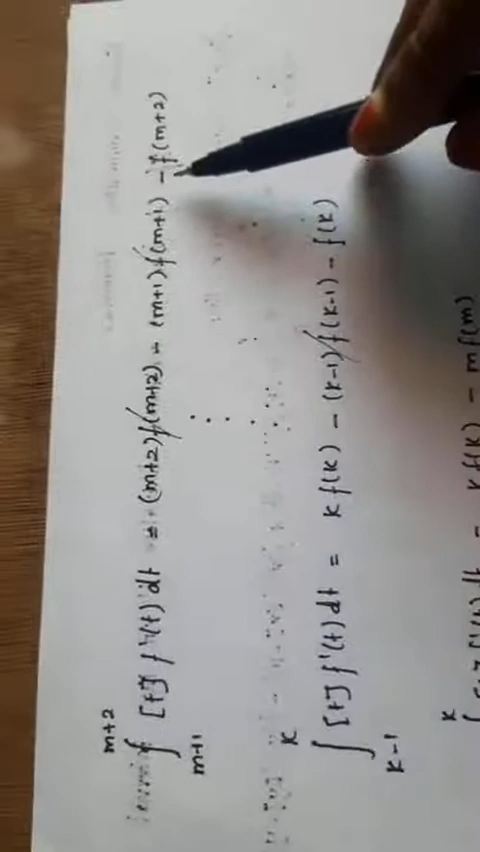 ∫_{m+1}^{m+2} [t] f'(t) dt = (m+2) f(m+2) - (m+1) f(m+1) - f(m+2)
∫_{k-1}^{k} [t] f'(t) dt = k f(k) - (k-1) f(k-1) - f(k)
k f(k) - m f(m)